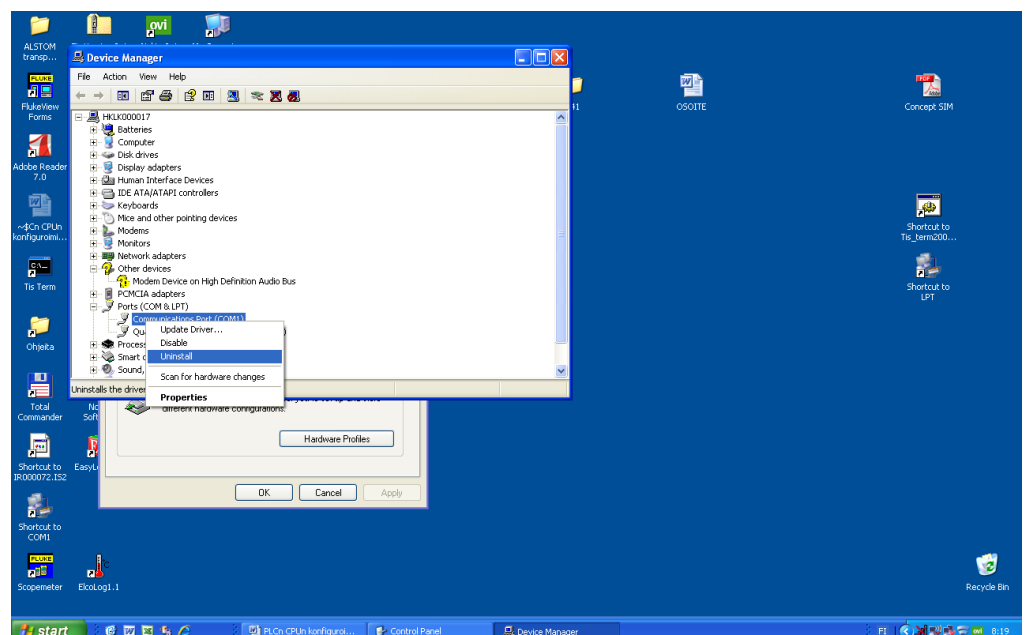 ALSTOM
transp...
ovi
Device Manager
File Action View Help
HKLK000017
Batteries
Computer
Disk drives
Display adapters
Human Interface Devices
IDE ATA/ATAPI controllers
Keyboards
Mice and other pointing devices
Modems
Monitors
Network adapters
Other devices
Modem Device on High Definition Audio Bus
PCMCIA adapters
Ports (COM & LPT)
Communications Port (COM1)
Update Driver...
Disable
Uninstall
Scan for hardware changes
Properties
Uninstalls the driver
different hardware configurations.
Hardware Profiles
OK Cancel Apply
FLUKE
FlukeView
Forms
Adobe Reader
7.0
~$Cn CPUn
konfiguroimi...
C:\_
Tis Term
Ohjeita
Total
Commander
Shortcut to
IR000072.IS2
Shortcut to
COM1
FLUKE
Scopemeter
ElcoLog1.1
OSOITE
PDF
Concept SIM
Shortcut to
Tis_term200...
Shortcut to
LPT
Recycle Bin
start
PLCn CPUn konfiguroi...
Control Panel
Device Manager
FI
ovi
8:19